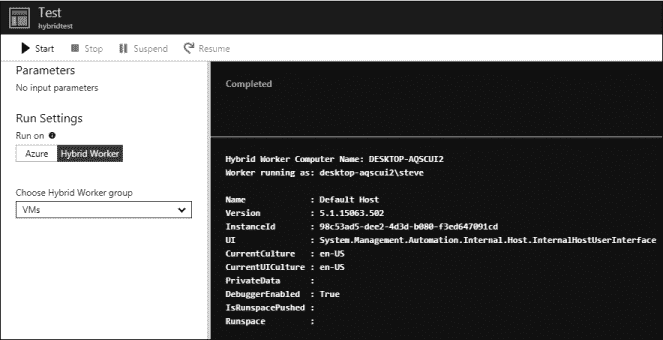 Test
hybridtest
Start
Stop
Suspend
Resume
Parameters
No input parameters
Run Settings
Run on
Azure
Hybrid Worker
Choose Hybrid Worker group
VMs
Completed
Hybrid Worker Computer Name: DESKTOP-AQSCUI2
Worker running as: desktop-aqscui2\steve
Name : Default Host
Version : 5.1.15063.502
InstanceId : 98c53ad5-dee2-4d3d-b080-f3ed647091cd
UI : System.Management.Automation.Internal.Host.InternalHostUserInterface
CurrentCulture : en-US
CurrentUICulture : en-US
PrivateData :
DebuggerEnabled : True
IsRunspacePushed :
Runspace :